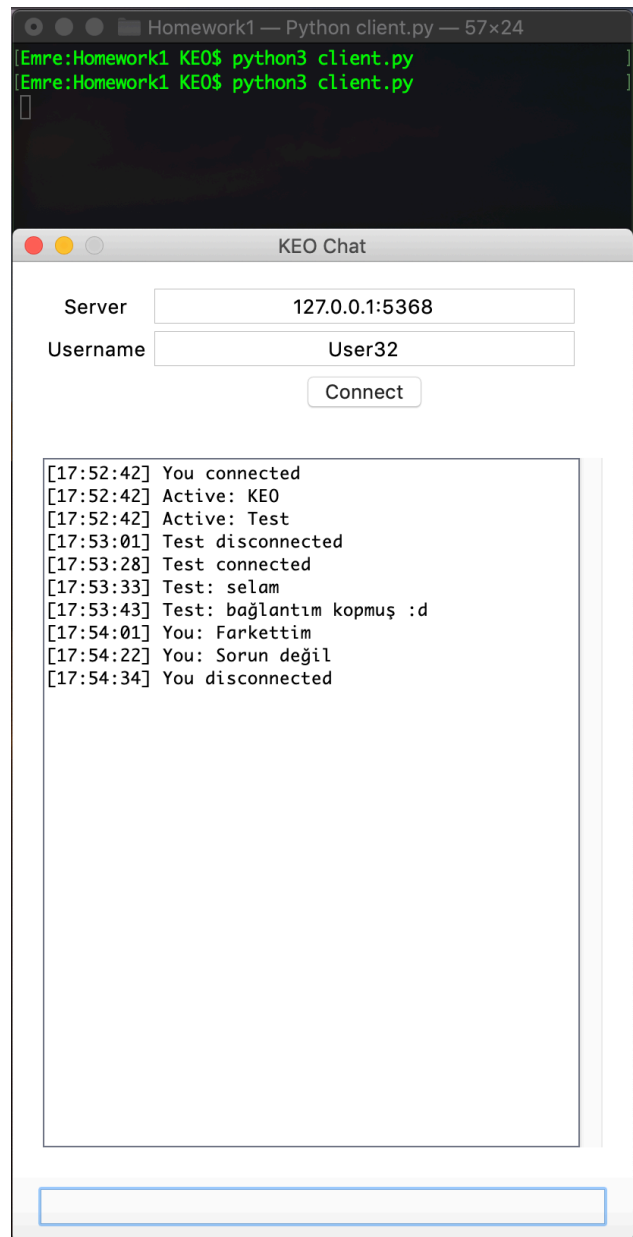 Homework1 — Python client.py — 57×24
[Emre:Homework1 KEO$ python3 client.py ]
[Emre:Homework1 KEO$ python3 client.py ]
KEO Chat
Server 127.0.0.1:5368
Username User32
Connect
[17:52:42] You connected
[17:52:42] Active: KEO
[17:52:42] Active: Test
[17:53:01] Test disconnected
[17:53:28] Test connected
[17:53:33] Test: selam
[17:53:43] Test: bağlantım kopmuş :d
[17:54:01] You: Farkettim
[17:54:22] You: Sorun değil
[17:54:34] You disconnected